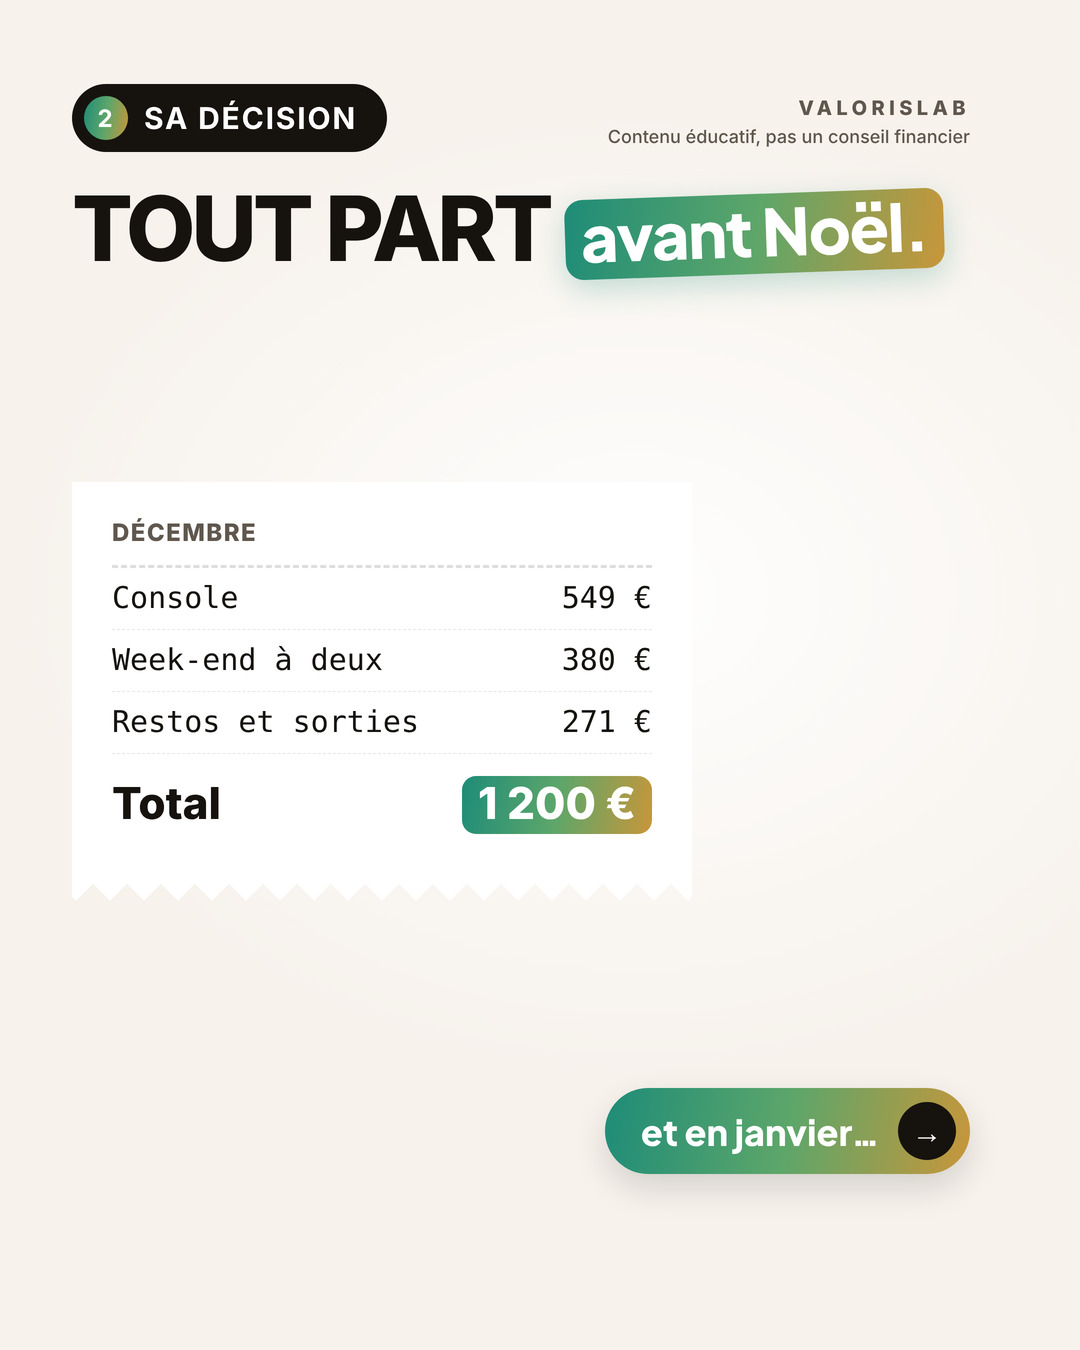 2 SA DÉCISION
VALORISLAB
Contenu éducatif, pas un conseil financier
TOUT PART avant Noël.
DÉCEMBRE
Console 549 €
Week-end à deux 380 €
Restos et sorties 271 €
Total 1 200 €
et en janvier… →